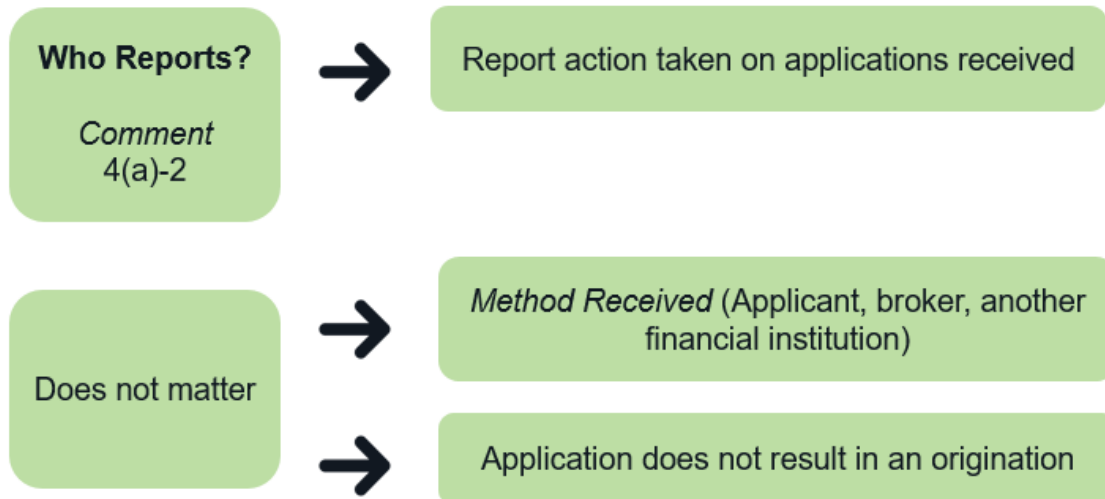 Who Reports?
Comment
4(a)-2
Report action taken on applications received
Does not matter
Method Received (Applicant, broker, another
financial institution)
Application does not result in an origination